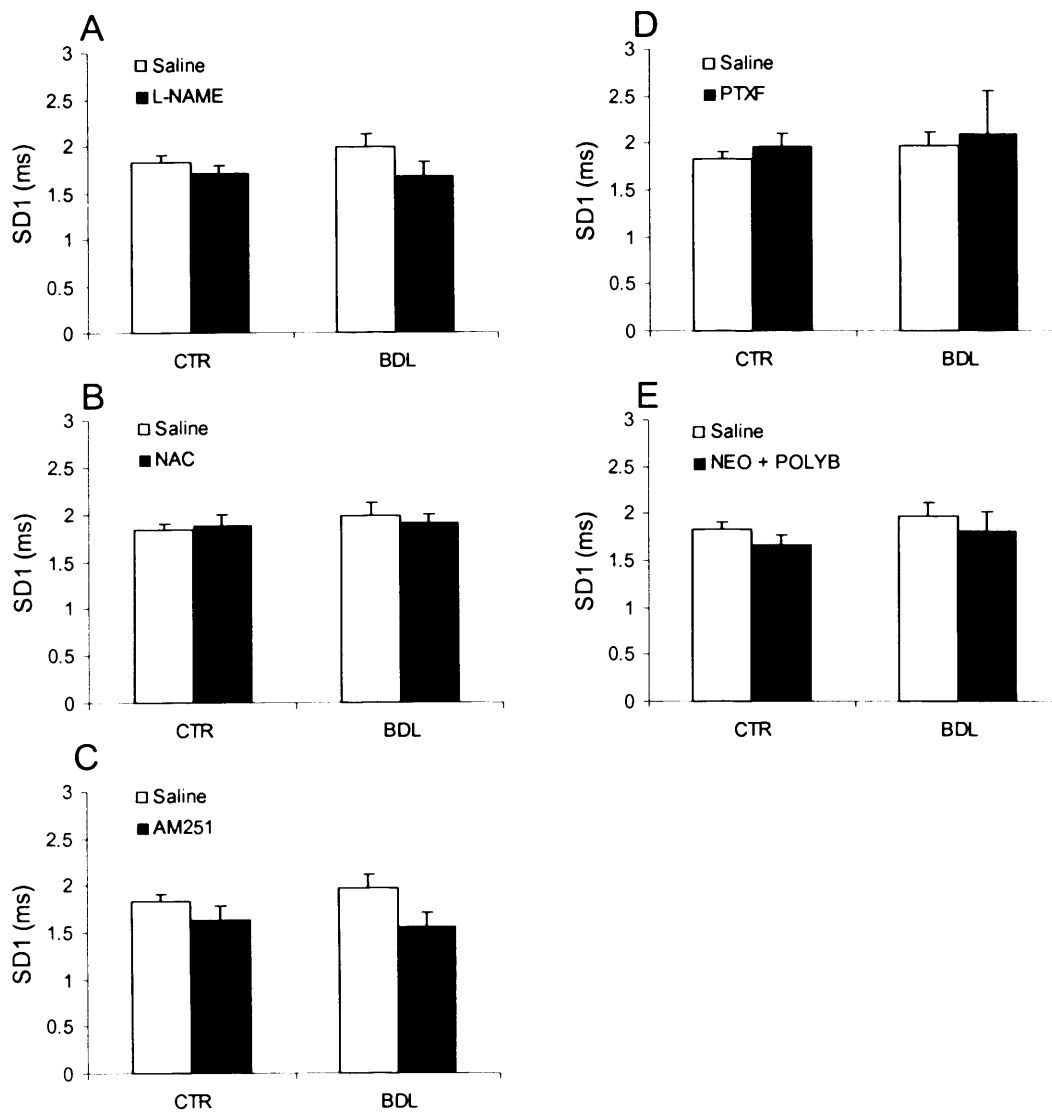 A
3
2.5
2
1.5
1
0.5
0
SD1 (ms)
Saline
L-NAME
CTR
BDL
B
3
2.5
2
1.5
1
0.5
0
SD1 (ms)
Saline
NAC
CTR
BDL
C
3
2.5
2
1.5
1
0.5
0
SD1 (ms)
Saline
AM251
CTR
BDL
D
3
2.5
2
1.5
1
0.5
0
SD1 (ms)
Saline
PTXF
CTR
BDL
E
3
2.5
2
1.5
1
0.5
0
SD1 (ms)
Saline
NEO + POLYB
CTR
BDL